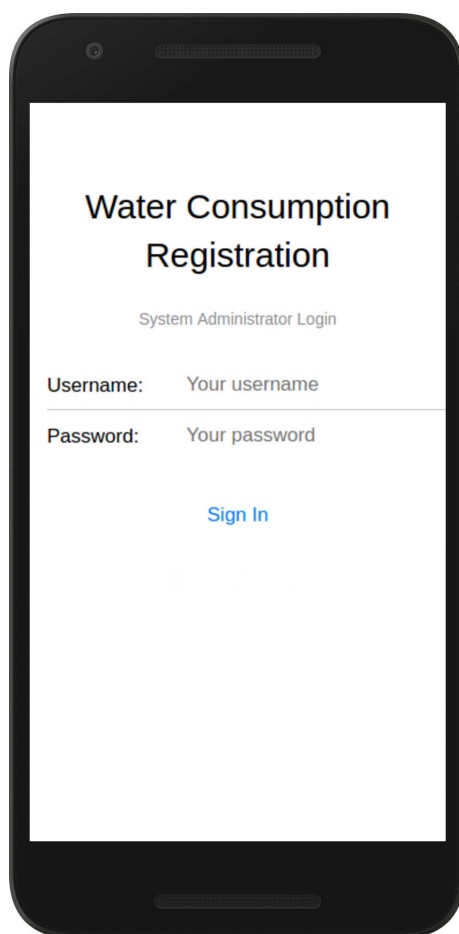 Water Consumption
Registration
System Administrator Login
Username: Your username
Password: Your password
Sign In